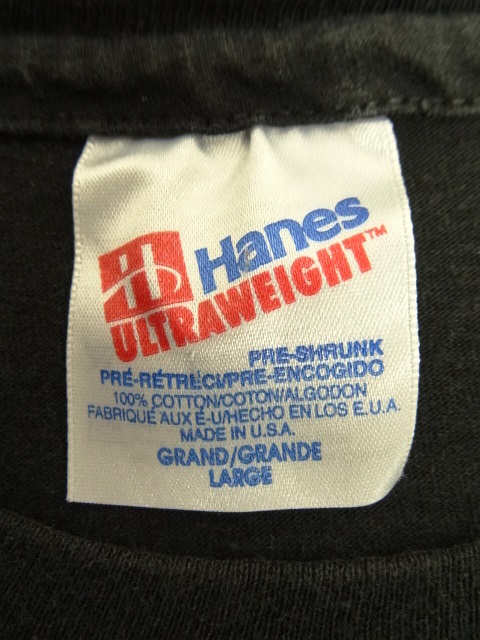 Hanes
ULTRAWEIGHT™
PRE-SHRUNK
PRÉ-RÉTRECI/PRE-ENCOGIDO
100% COTTON/COTON/ALGODON
FABRIQUÉ AUX É-U/HECHO EN LOS E.U.A.
MADE IN U.S.A.
GRAND/GRANDE
LARGE